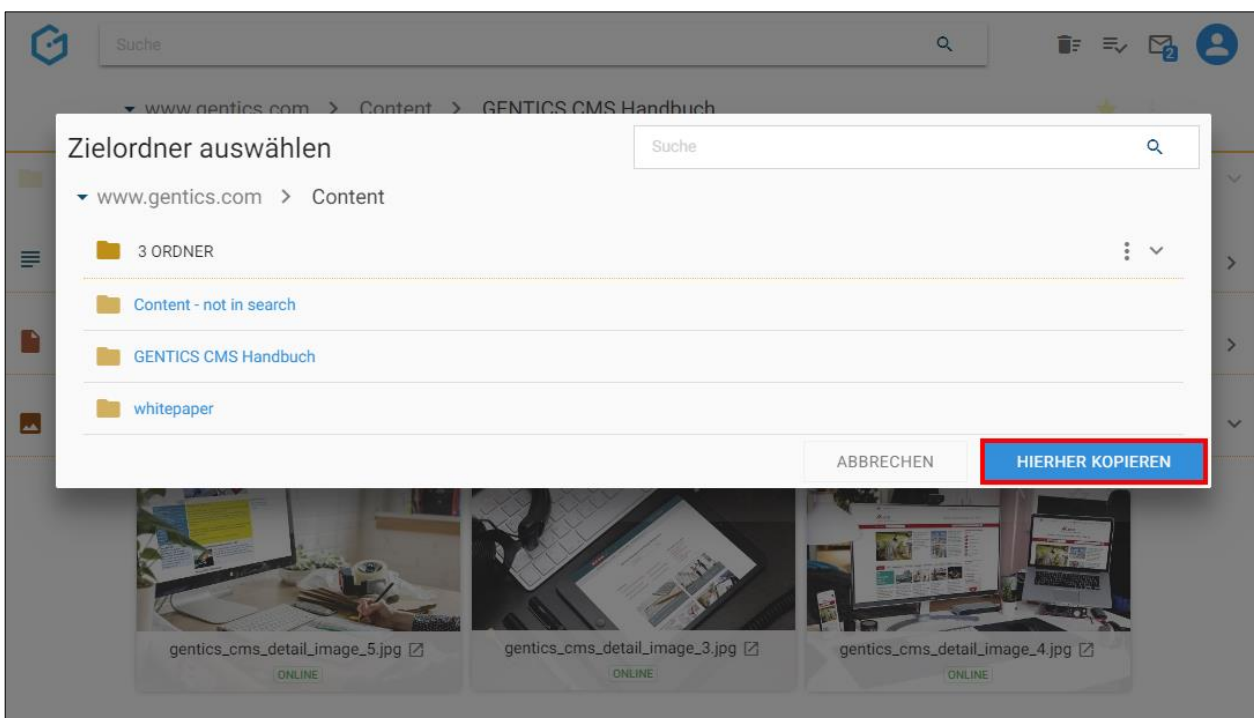 Suche
2
www.gentics.com > Content > GENTICS CMS Handbuch
Zielordner auswählen
Suche
www.gentics.com > Content
3 ORDNER
Content - not in search
GENTICS CMS Handbuch
whitepaper
ABBRECHEN
HIERHER KOPIEREN
gentics_cms_detail_image_5.jpg
gentics_cms_detail_image_3.jpg
gentics_cms_detail_image_4.jpg
ONLINE
ONLINE
ONLINE